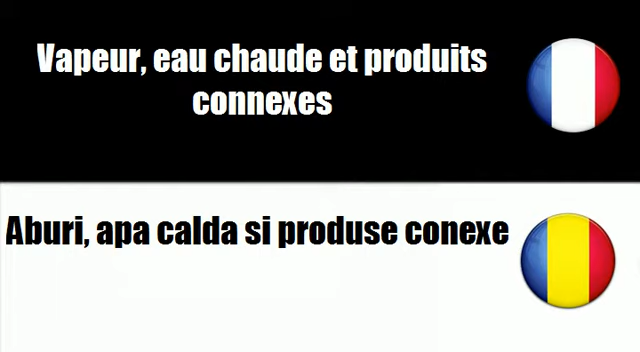 Vapeur, eau chaude et produits
connexes
Aburi, apa calda si produse conexe